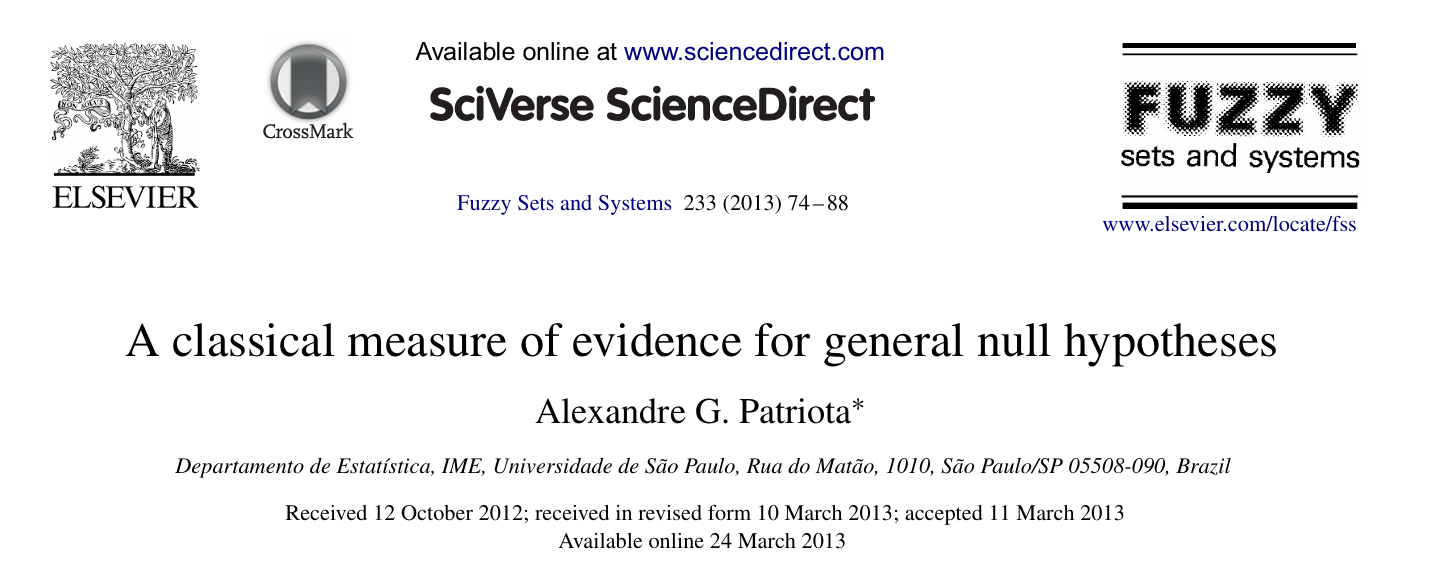 Available online at www.sciencedirect.com
CrossMark
SciVerse ScienceDirect
FUZZY
sets and systems
ELSEVIER
Fuzzy Sets and Systems 233 (2013) 74–88
www.elsevier.com/locate/fss
A classical measure of evidence for general null hypotheses
Alexandre G. Patriota*
Departamento de Estatística, IME, Universidade de São Paulo, Rua do Matão, 1010, São Paulo/SP 05508-090, Brazil
Received 12 October 2012; received in revised form 10 March 2013; accepted 11 March 2013
Available online 24 March 2013